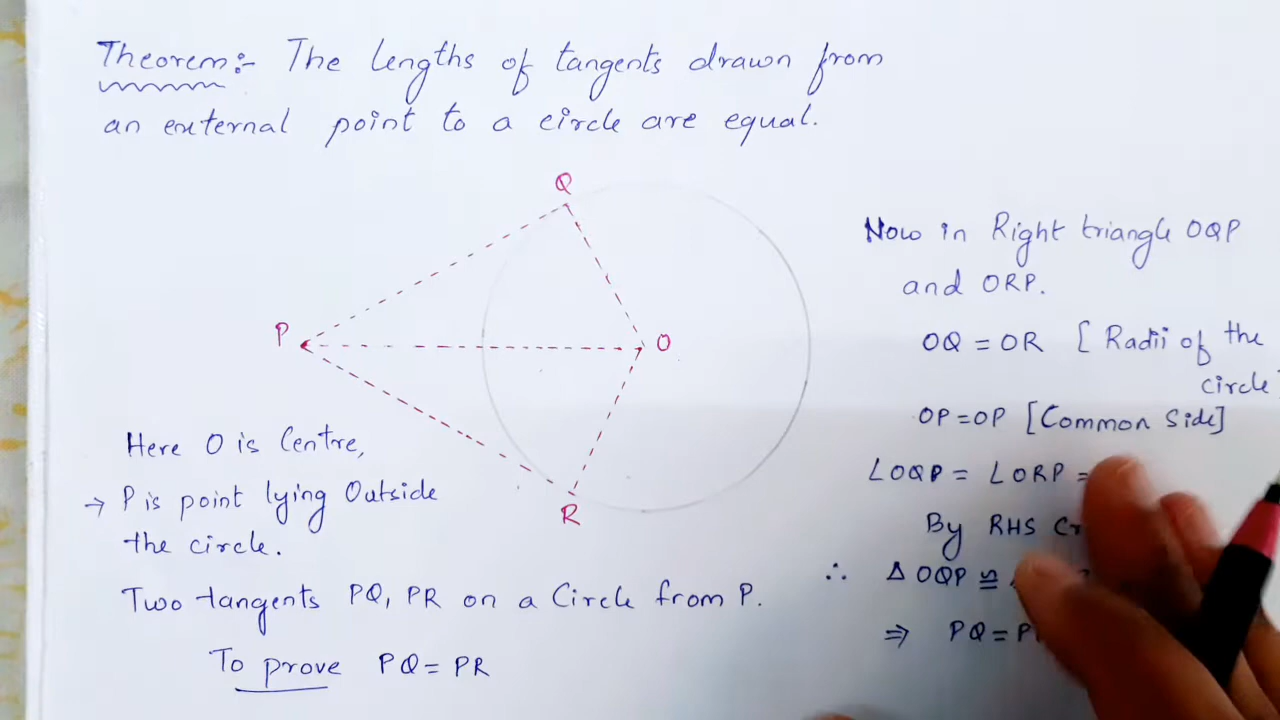 Theorem:- The lengths of tangents drawn from
an external point to a circle are equal.
Q
P
O
R
Here O is Centre,
→ P is point lying Outside
the circle.
Two tangents PQ, PR on a Circle from P.
To prove PQ = PR
Now in Right triangle OQP
and ORP.
OQ = OR [ Radii of the
circle]
OP = OP [Common Side]
∠OQP = ∠ORP =
By RHS
∴ Δ OQP ≅
⇒ PQ =